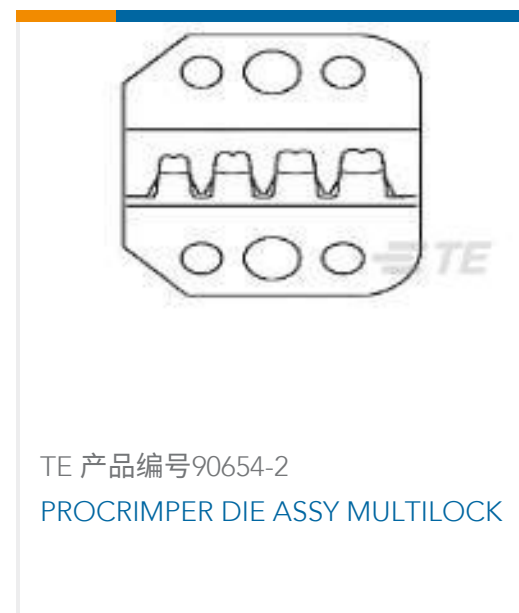 TE
TE 产品编号90654-2
PROCRIMPER DIE ASSY MULTILOCK